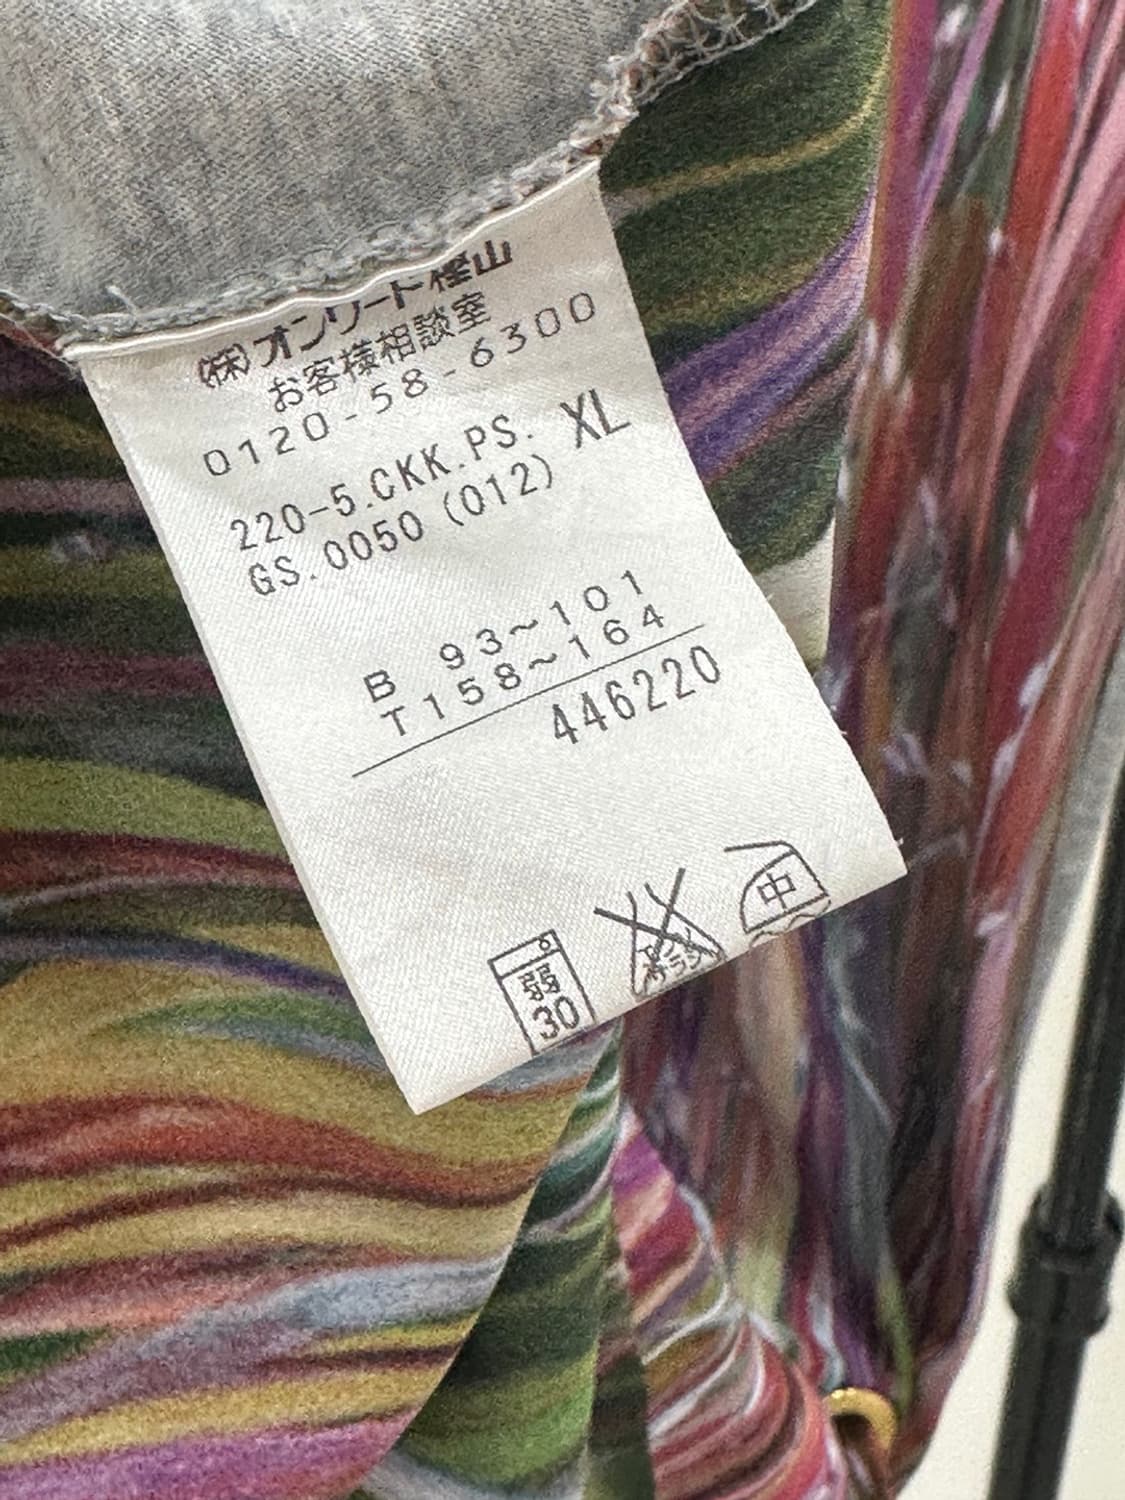 (株)オンワード樫山
お客様相談室
0120-58-6300
220-5.CKK.PS. XL
GS.0050 (012)
B 93~101
T158~164
446220
弱
30
中